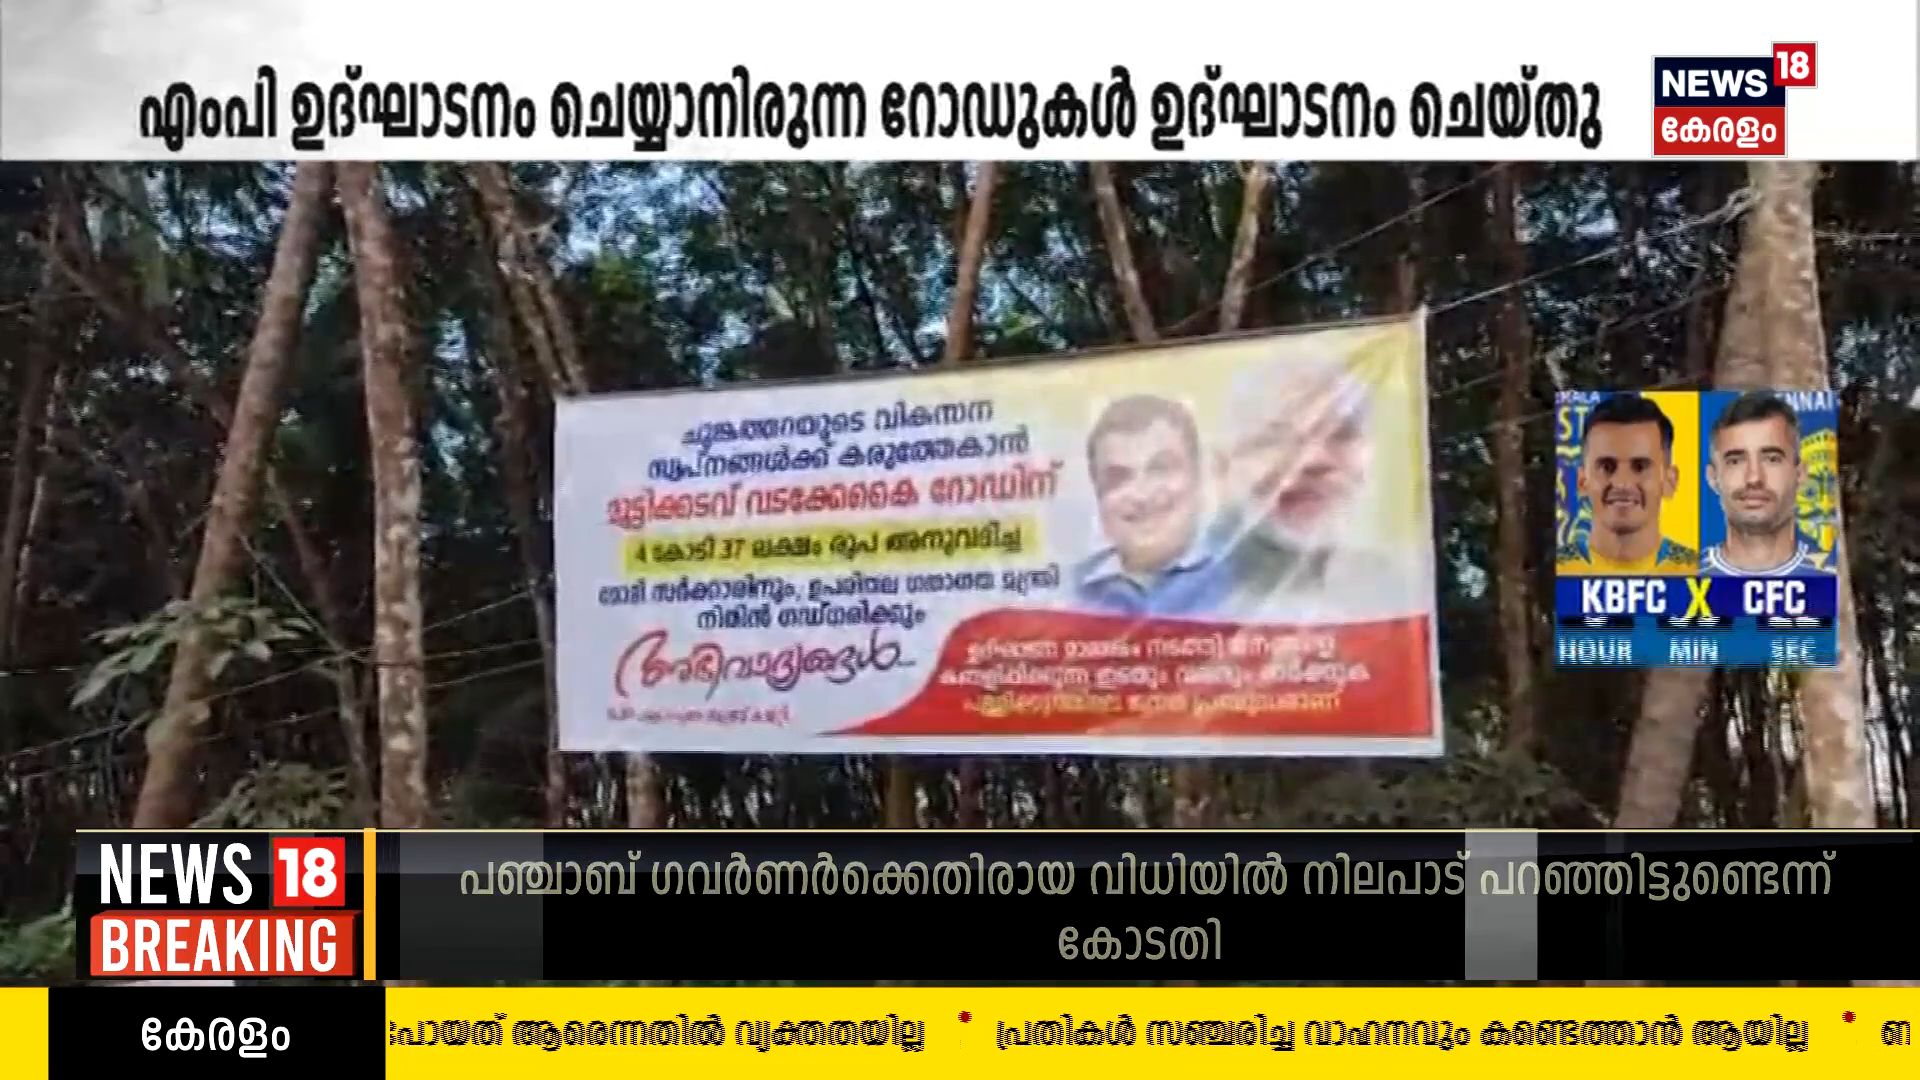 എംപി ഉദ്ഘാടനം ചെയ്യാനിരുന്ന റോഡുകൾ ഉദ്ഘാടനം ചെയ്തു
NEWS 18
കേരളം
ചുങ്കത്തറയുടെ വികസന
സ്വപ്നങ്ങൾക്ക് കരുത്തേകാൻ
മുട്ടിക്കടവ് വടക്കേകൈ റോഡിന്
4 കോടി 37 ലക്ഷം രൂപ അനുവദിച്ച
മോദി സർക്കാരിനും, ഉപരിതല ഗതാഗത മന്ത്രി
നിതിൻ ഗഡ്ഗരിക്കും
അഭിവാദ്യങ്ങൾ...
KBFC X CFC
HOUR MIN SEC
NEWS 18
BREAKING
പഞ്ചാബ് ഗവർണർക്കെതിരായ വിധിയിൽ നിലപാട് പറഞ്ഞിട്ടുണ്ടെന്ന്
കോടതി
കേരളം
പോയത് ആരെന്നതിൽ വ്യക്തതയില്ല • പ്രതികൾ സഞ്ചരിച്ച വാഹനവും കണ്ടെത്താൻ ആയില്ല •